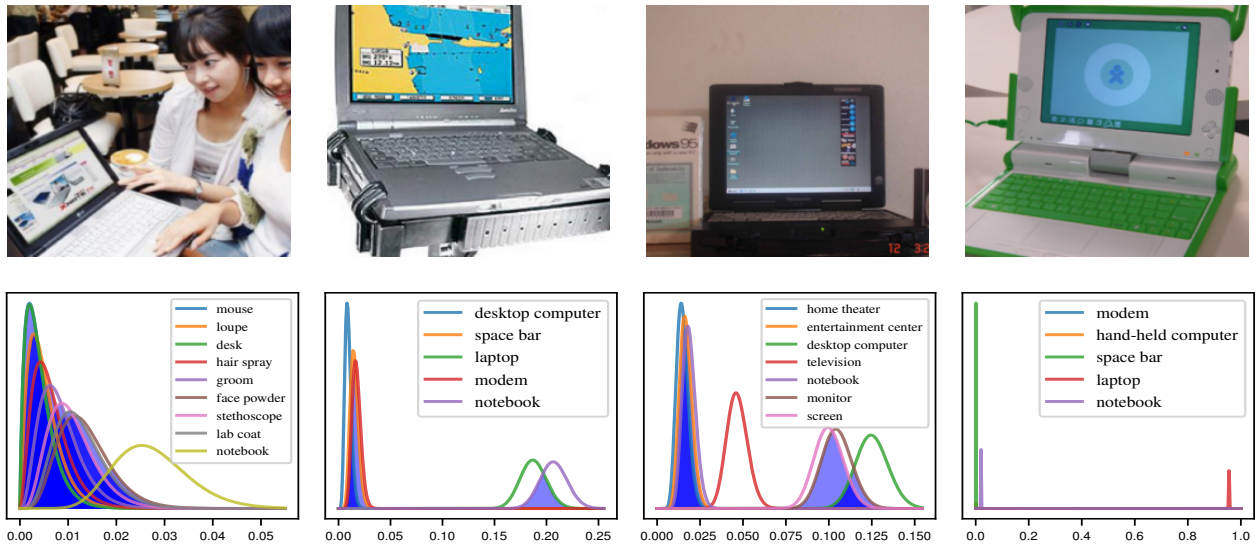 dows95
12 32
mouse
loupe
desk
hair spray
groom
face powder
stethoscope
lab coat
notebook
0.00 0.01 0.02 0.03 0.04 0.05
desktop computer
space bar
laptop
modem
notebook
0.00 0.05 0.10 0.15 0.20 0.25
home theater
entertainment center
desktop computer
television
notebook
monitor
screen
0.000 0.025 0.050 0.075 0.100 0.125 0.150
modem
hand-held computer
space bar
laptop
notebook
0.0 0.2 0.4 0.6 0.8 1.0